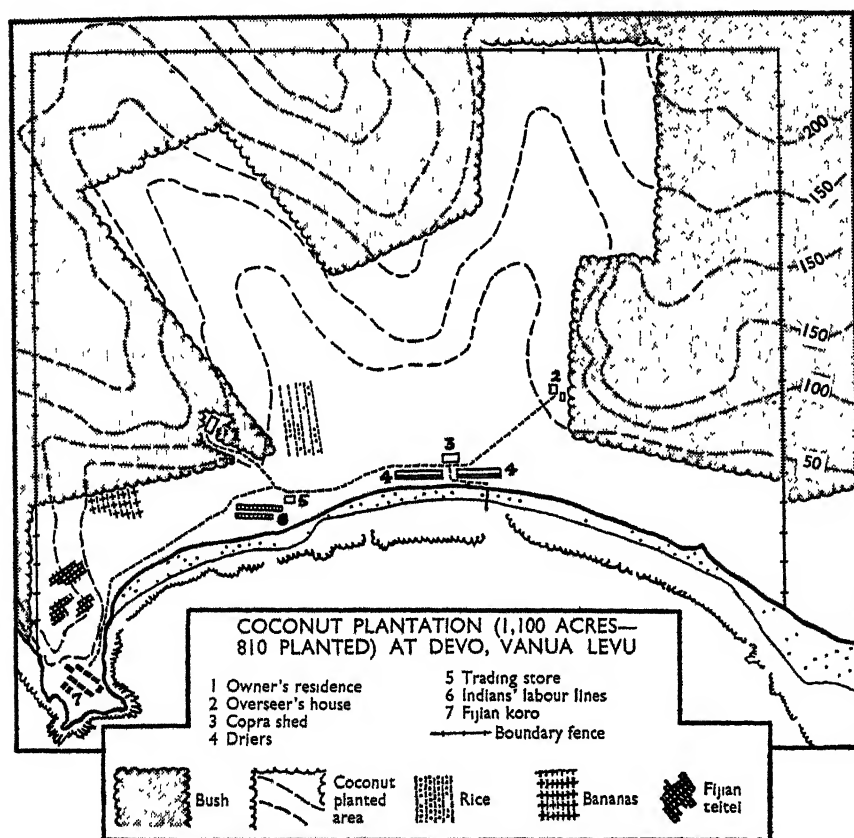 200
150
150
150
100
50
1
2
3
4
4
5
6
7
COCONUT PLANTATION (1,100 ACRES—
810 PLANTED) AT DEVO, VANUA LEVU
1 Owner's residence
2 Overseer's house
3 Copra shed
4 Driers
5 Trading store
6 Indians' labour lines
7 Fijian koro
Boundary fence
Bush
Coconut
planted
area
Rice
Bananas
Fijian
teitei